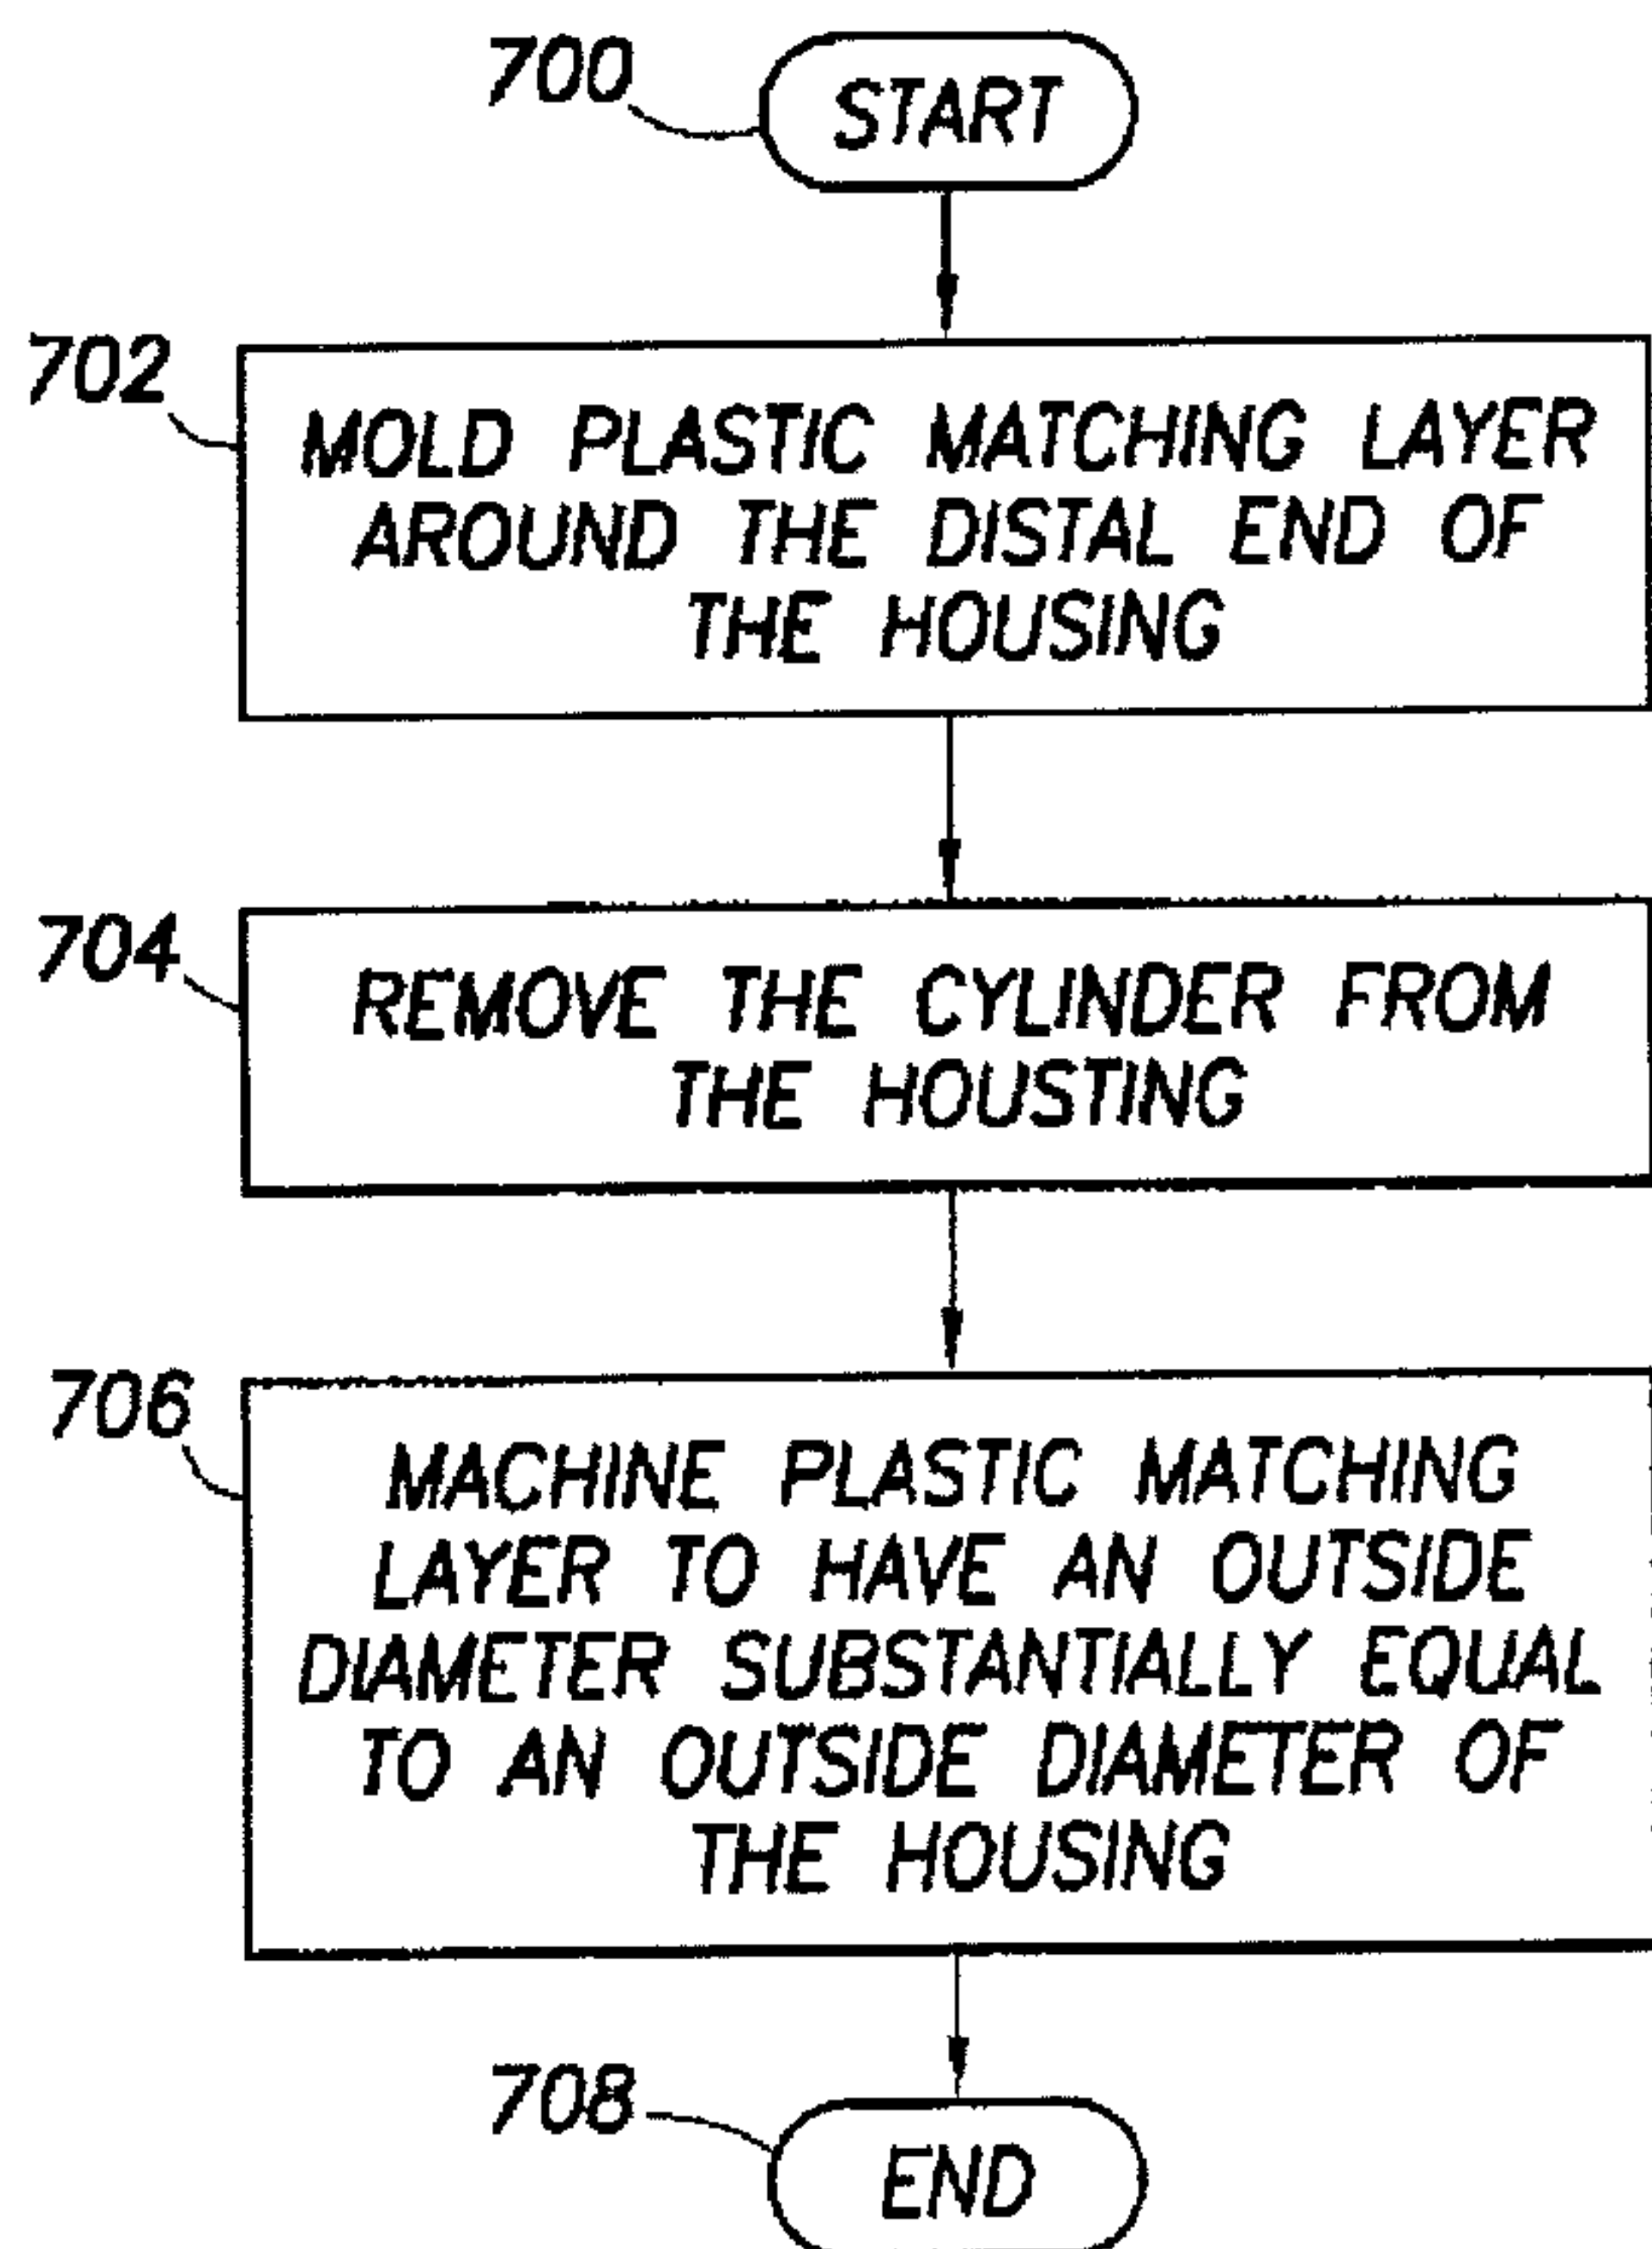 700
START
702
MOLD PLASTIC MATCHING LAYER
AROUND THE DISTAL END OF
THE HOUSING
704
REMOVE THE CYLINDER FROM
THE HOUSTING
706
MACHINE PLASTIC MATCHING
LAYER TO HAVE AN OUTSIDE
DIAMETER SUBSTANTIALLY EQUAL
TO AN OUTSIDE DIAMETER OF
THE HOUSING
708
END